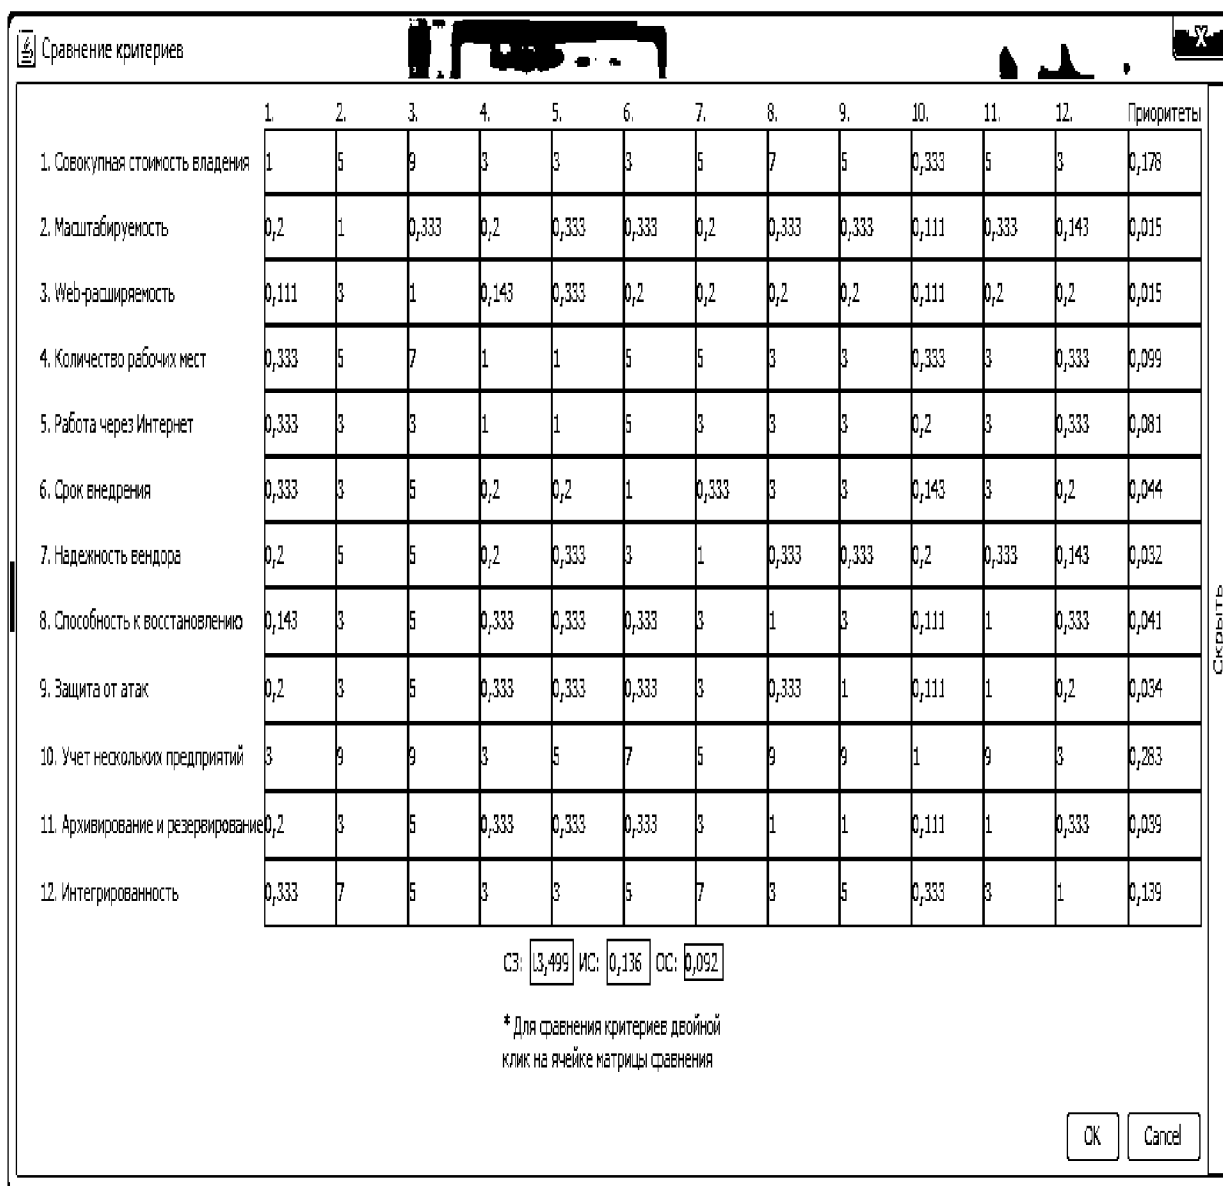 Сравнение критериев
X
1. 2. 3. 4. 5. 6. 7. 8. 9. 10. 11. 12. Приоритеты
1. Совокупная стоимость владения 1 5 9 3 3 3 5 7 5 0,333 5 3 0,178
2. Масштабируемость 0,2 1 0,333 0,2 0,333 0,333 0,2 0,333 0,333 0,111 0,333 0,143 0,015
3. Web-расширяемость 0,111 3 1 0,143 0,333 0,2 0,2 0,2 0,2 0,111 0,2 0,2 0,015
4. Количество рабочих мест 0,333 5 7 1 1 5 5 3 3 0,333 3 0,333 0,099
5. Работа через Интернет 0,333 3 3 1 1 5 3 3 3 0,2 3 0,333 0,081
6. Срок внедрения 0,333 3 5 0,2 0,2 1 0,333 3 3 0,143 3 0,2 0,044
7. Надежность вендора 0,2 5 5 0,2 0,333 3 1 0,333 0,333 0,2 0,333 0,143 0,032
8. Способность к восстановлению 0,143 3 5 0,333 0,333 0,333 3 1 3 0,111 1 0,333 0,041
9. Защита от атак 0,2 3 5 0,333 0,333 0,333 3 0,333 1 0,111 1 0,2 0,034
10. Учет нескольких предприятий 3 9 9 3 5 7 5 9 9 1 9 3 0,283
11. Архивирование и резервирование 0,2 3 5 0,333 0,333 0,333 3 1 1 0,111 1 0,333 0,039
12. Интегрированность 0,333 7 5 3 3 5 7 3 5 0,333 3 1 0,139
СЗ: 13,499 ИС: 0,136 ОС: 0,092
* Для сравнения критериев двойной
клик на ячейке матрицы сравнения
OK Cancel
Скрыть